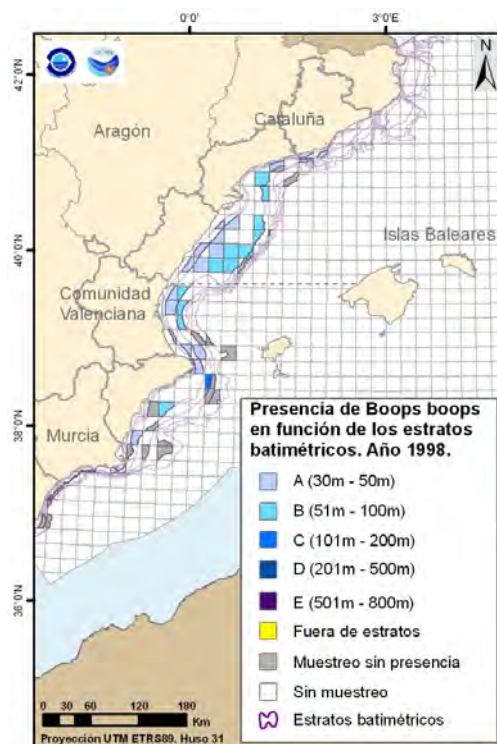 0°0'
3°0'E
N
42°0'N
Cataluña
Aragón
40°0'N
Islas Baleares
Comunidad
Valenciana
38°0'N
Murcia
36°0'N
Presencia de Boops boops
en función de los estratos
batimétricos. Año 1998.
A (30m - 50m)
B (51m - 100m)
C (101m - 200m)
D (201m - 500m)
E (501m - 800m)
Fuera de estratos
Muestreo sin presencia
Sin muestreo
Estratos batimétricos
0 30 60 120 180
Km
Proyección UTM ETRS89. Huso 31